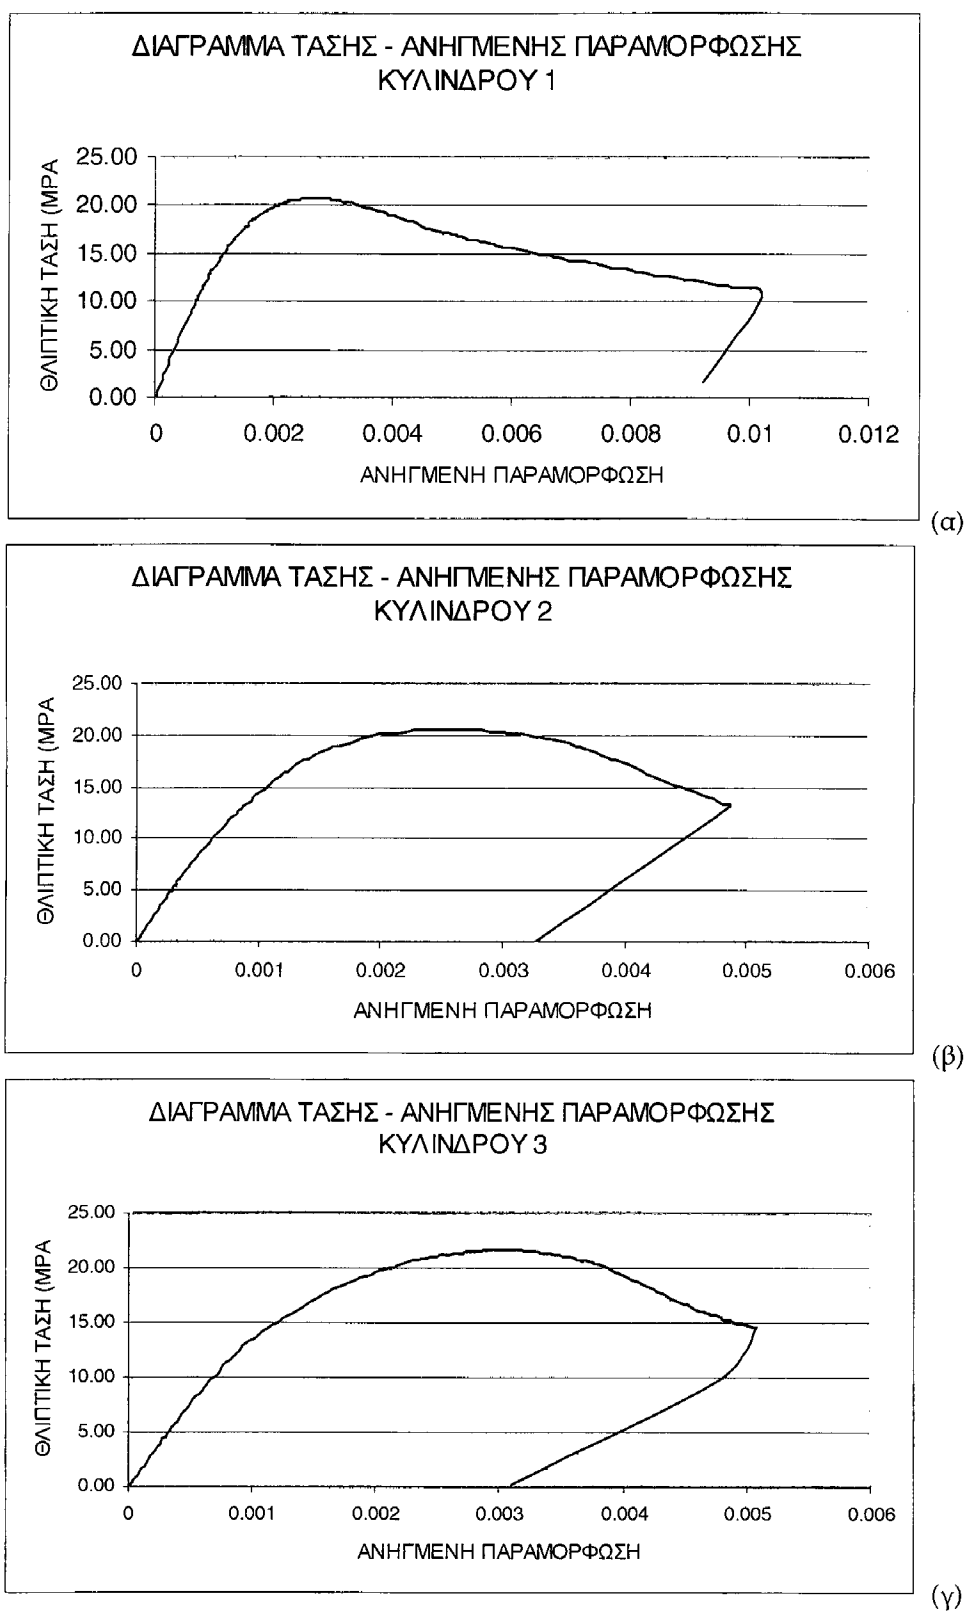 ΔΙΑΓΡΑΜΜΑ ΤΑΣΗΣ - ΑΝΗΓΜΕΝΗΣ ΠΑΡΑΜΟΡΦΩΣΗΣ
ΚΥΛΙΝΔΡΟΥ 1
ΘΛΙΠΤΙΚΗ ΤΑΣΗ (MPA
25.00
20.00
15.00
10.00
5.00
0.00
0 0.002 0.004 0.006 0.008 0.01 0.012
ΑΝΗΓΜΕΝΗ ΠΑΡΑΜΟΡΦΩΣΗ
(α)
ΔΙΑΓΡΑΜΜΑ ΤΑΣΗΣ - ΑΝΗΓΜΕΝΗΣ ΠΑΡΑΜΟΡΦΩΣΗΣ
ΚΥΛΙΝΔΡΟΥ 2
ΘΛΙΠΤΙΚΗ ΤΑΣΗ (MPA
25.00
20.00
15.00
10.00
5.00
0.00
0 0.001 0.002 0.003 0.004 0.005 0.006
ΑΝΗΓΜΕΝΗ ΠΑΡΑΜΟΡΦΩΣΗ
(β)
ΔΙΑΓΡΑΜΜΑ ΤΑΣΗΣ - ΑΝΗΓΜΕΝΗΣ ΠΑΡΑΜΟΡΦΩΣΗΣ
ΚΥΛΙΝΔΡΟΥ 3
ΘΛΙΠΤΙΚΗ ΤΑΣΗ (MPA
25.00
20.00
15.00
10.00
5.00
0.00
0 0.001 0.002 0.003 0.004 0.005 0.006
ΑΝΗΓΜΕΝΗ ΠΑΡΑΜΟΡΦΩΣΗ
(γ)